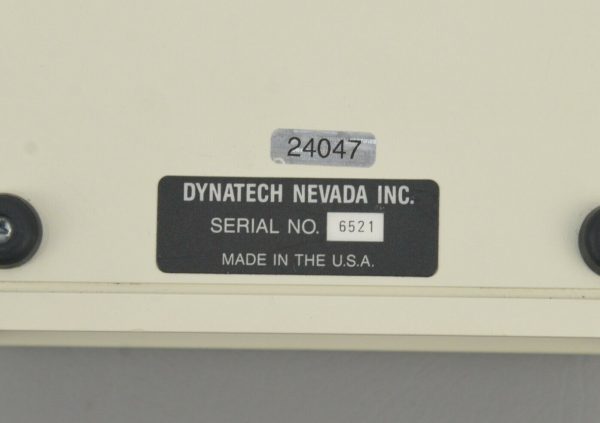 24047
DYNATECH NEVADA INC.
SERIAL NO. 6521
MADE IN THE U.S.A.